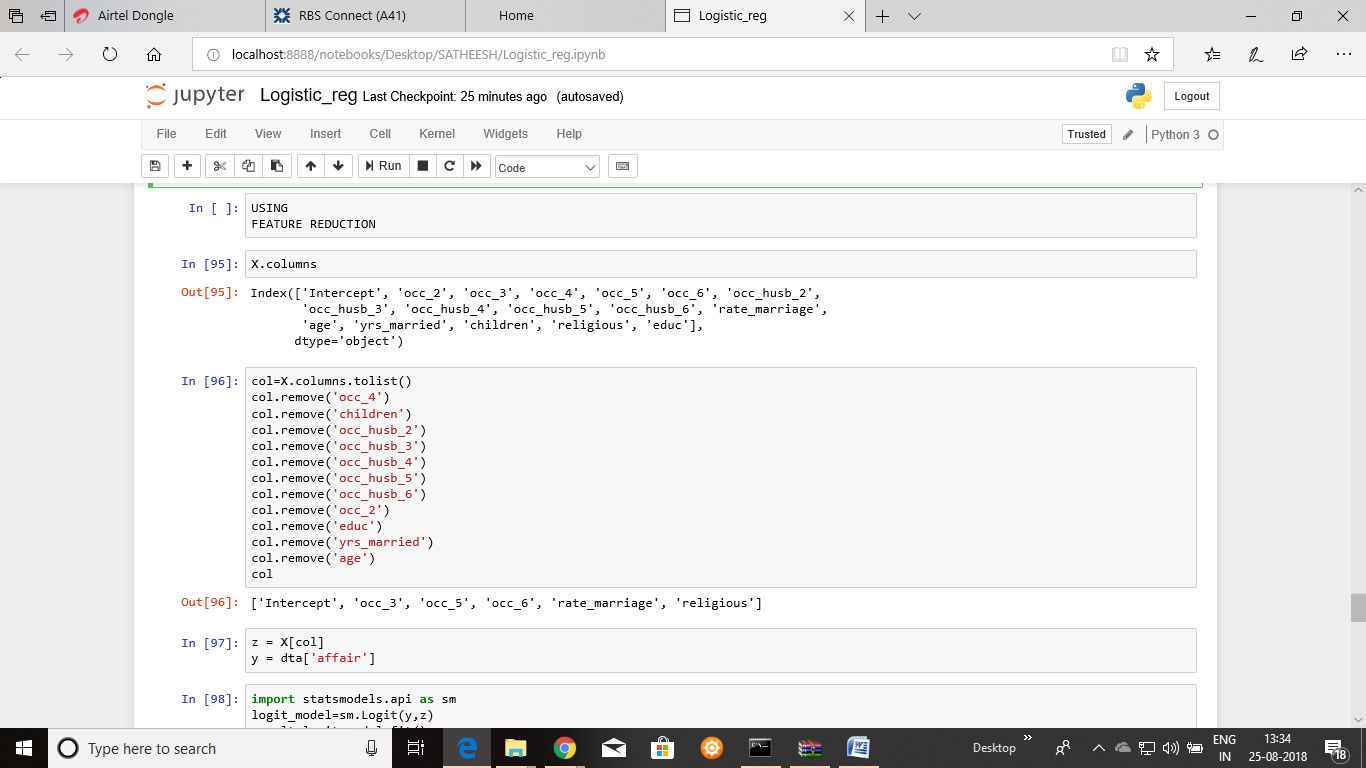 Airtel Dongle RBS Connect (A41) Home Logistic_reg
localhost:8888/notebooks/Desktop/SATHEESH/Logistic_reg.ipynb
jupyter Logistic_reg Last Checkpoint: 25 minutes ago (autosaved) Logout
File Edit View Insert Cell Kernel Widgets Help Trusted Python 3
Run Code
In [ ]: USING
FEATURE REDUCTION
In [95]: X.columns
Out[95]: Index(['Intercept', 'occ_2', 'occ_3', 'occ_4', 'occ_5', 'occ_6', 'occ_husb_2',
'occ_husb_3', 'occ_husb_4', 'occ_husb_5', 'occ_husb_6', 'rate_marriage',
'age', 'yrs_married', 'children', 'religious', 'educ'],
dtype='object')
In [96]: col=X.columns.tolist()
col.remove('occ_4')
col.remove('children')
col.remove('occ_husb_2')
col.remove('occ_husb_3')
col.remove('occ_husb_4')
col.remove('occ_husb_5')
col.remove('occ_husb_6')
col.remove('occ_2')
col.remove('educ')
col.remove('yrs_married')
col.remove('age')
col
Out[96]: ['Intercept', 'occ_3', 'occ_5', 'occ_6', 'rate_marriage', 'religious']
In [97]: z = X[col]
y = dta['affair']
In [98]: import statsmodels.api as sm
logit_model=sm.Logit(y,z)
Type here to search Desktop ENG 13:34
IN 25-08-2018 18